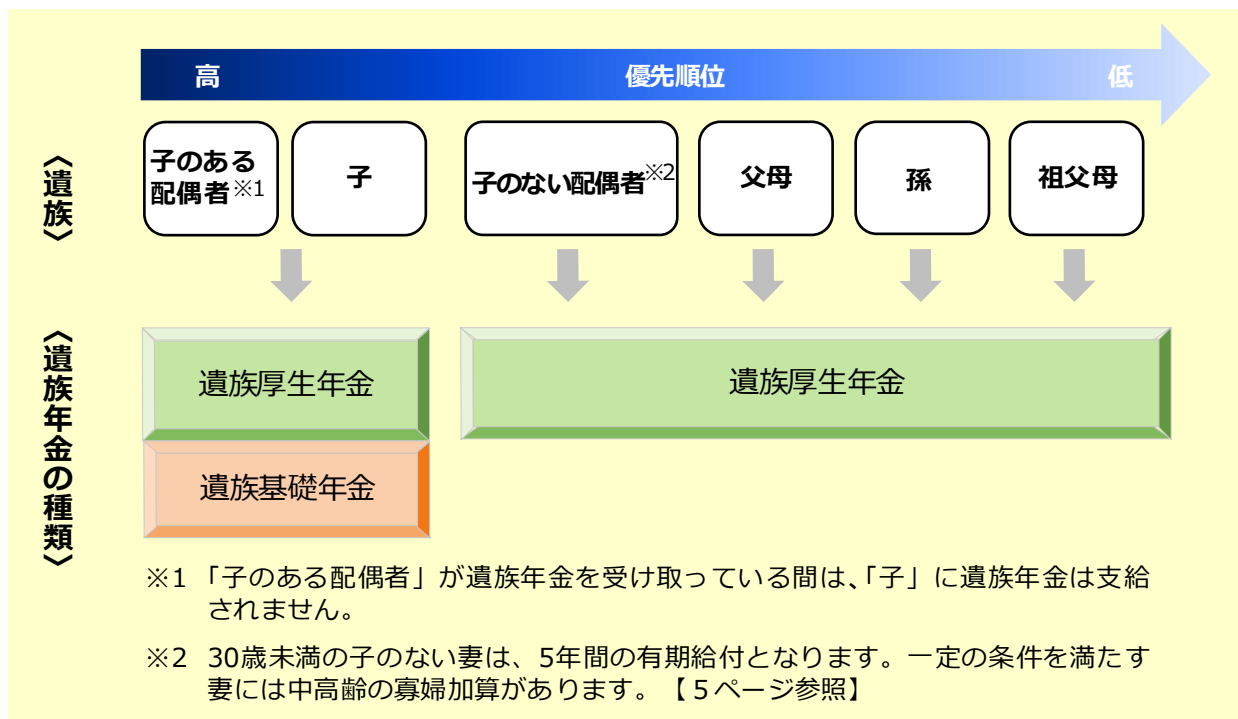 高 優先順位 低
〈遺族〉
子のある
配偶者※1
子
子のない配偶者※2
父母
孫
祖父母
〈遺族年金の種類〉
遺族厚生年金
遺族基礎年金
遺族厚生年金
※1 「子のある配偶者」が遺族年金を受け取っている間は、「子」に遺族年金は支給
されません。
※2 30歳未満の子のない妻は、5年間の有期給付となります。一定の条件を満たす
妻には中高齢の寡婦加算があります。【５ページ参照】